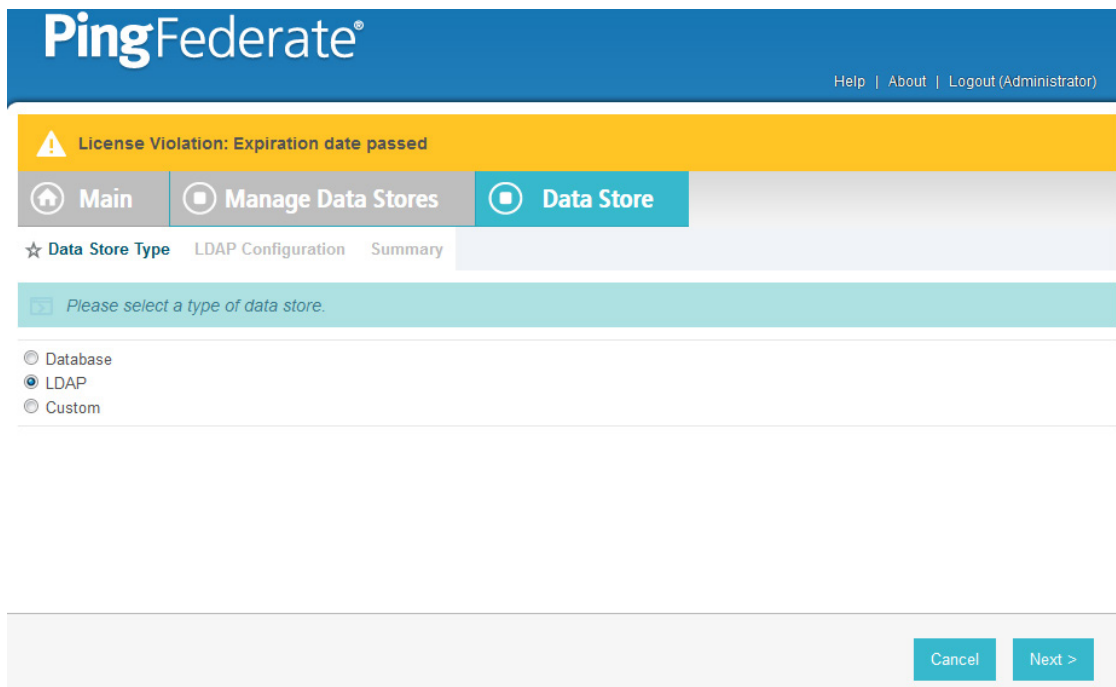 PingFederate®
Help | About | Logout (Administrator)
License Violation: Expiration date passed
Main Manage Data Stores Data Store
Data Store Type LDAP Configuration Summary
Please select a type of data store.
Database
LDAP
Custom
Cancel Next >